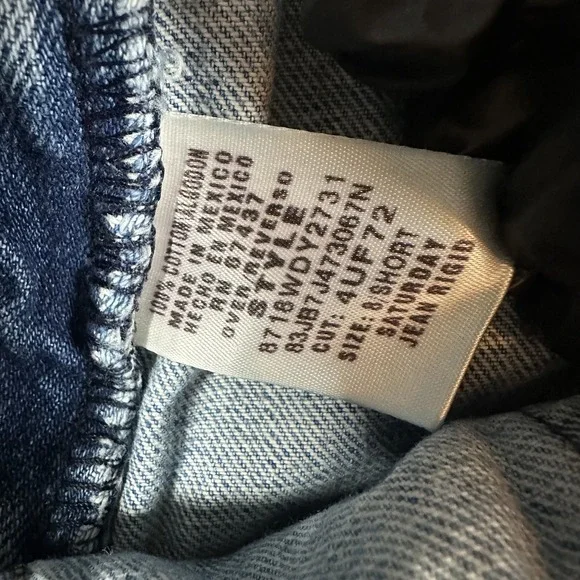 100% COTTON/ALGODON
MADE IN MEXICO
HECHO EN MEXICO
RN 67437
OVER/REVERSO
STYLE
8718WDY2731
83JB7J473067N
CUT: 4UF72
SIZE: 8/SHORT
SATURDAY
JEAN RIGID